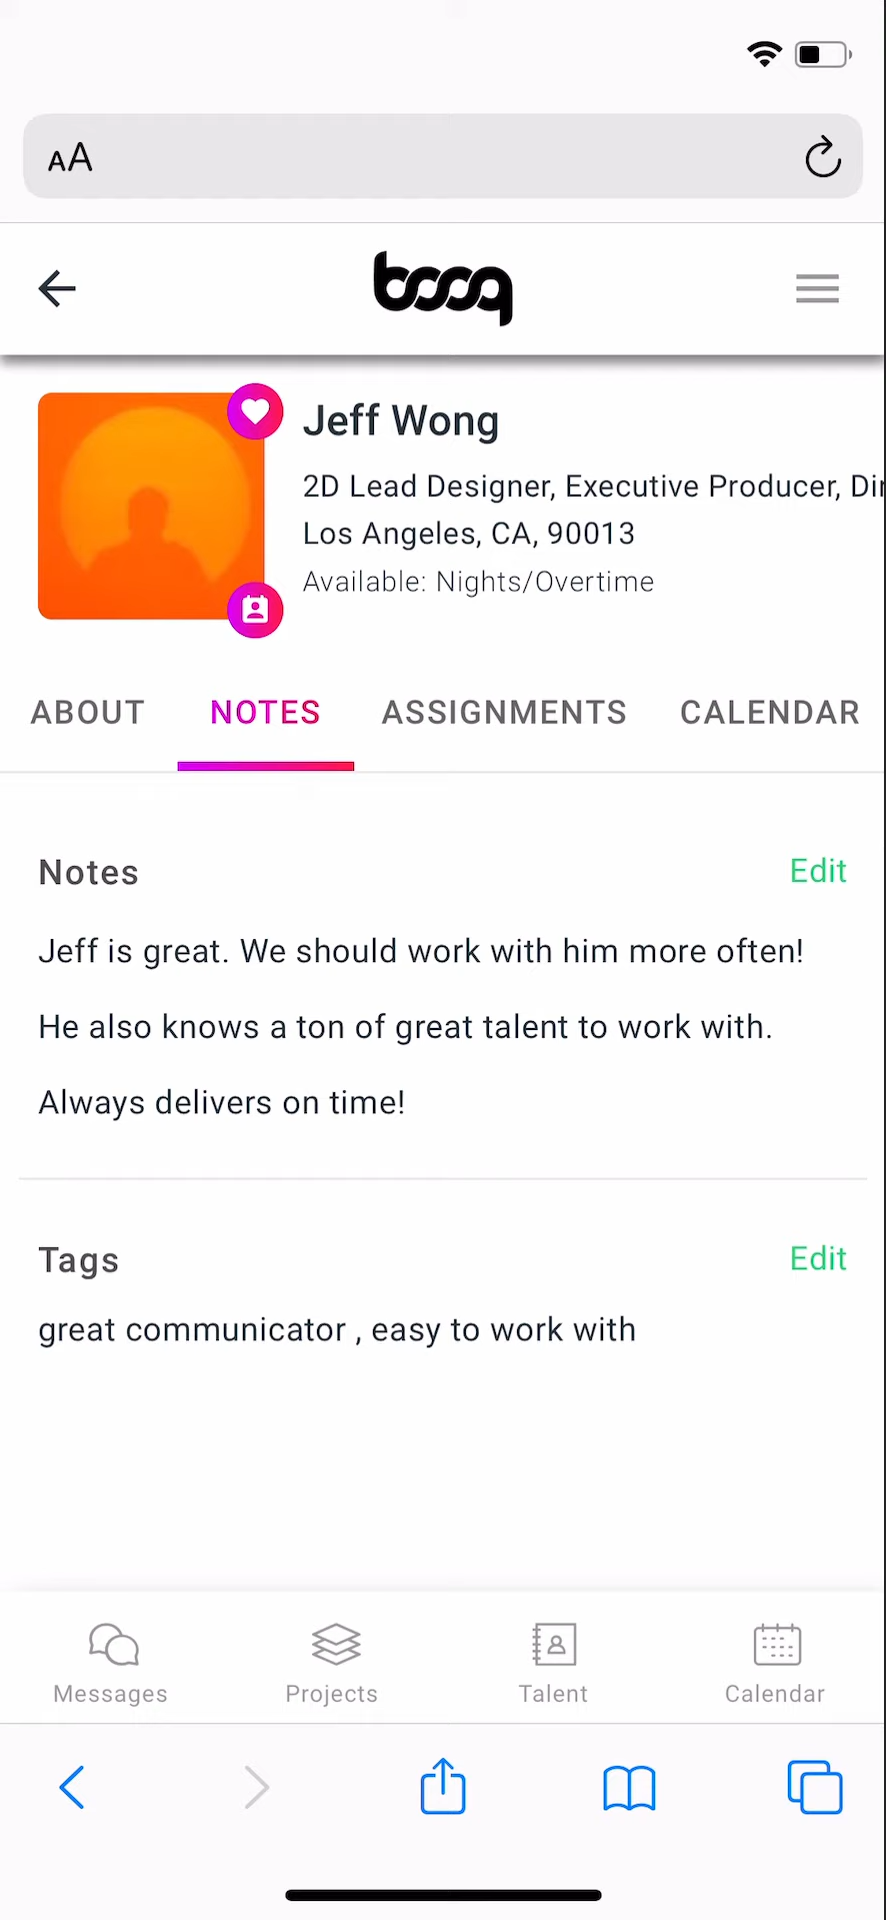 AA
booq
Jeff Wong
2D Lead Designer, Executive Producer, Dir
Los Angeles, CA, 90013
Available: Nights/Overtime
ABOUT NOTES ASSIGNMENTS CALENDAR
Notes Edit
Jeff is great. We should work with him more often!
He also knows a ton of great talent to work with.
Always delivers on time!
Tags Edit
great communicator , easy to work with
Messages Projects Talent Calendar